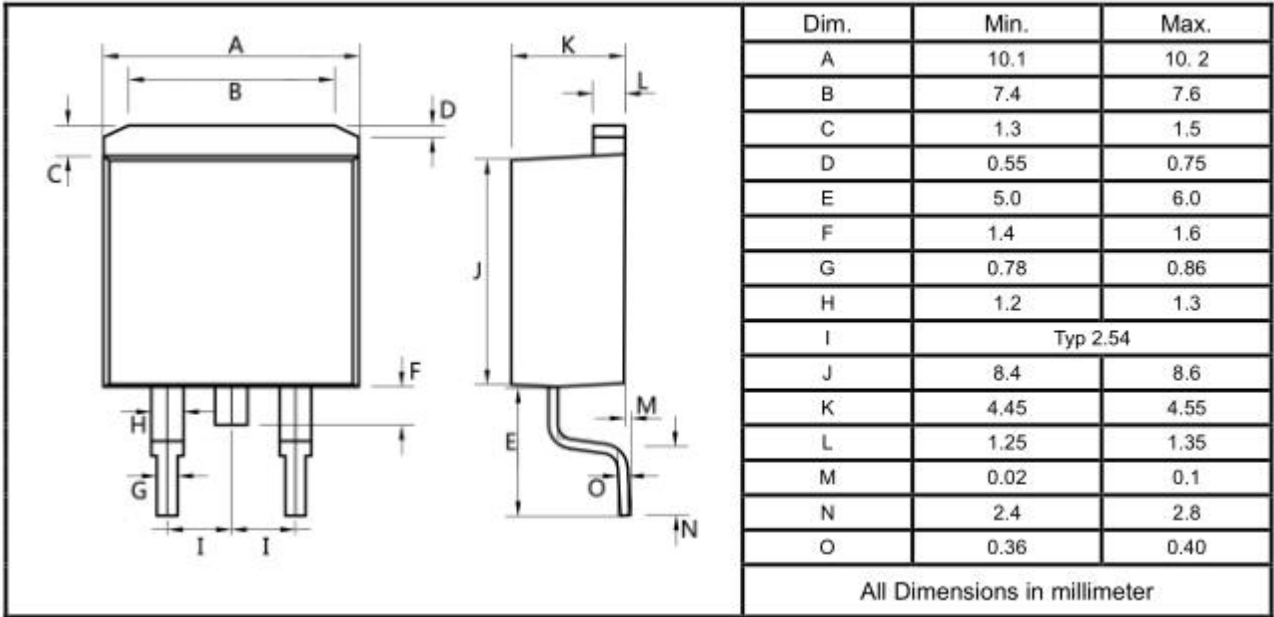 A
B
C
D
F
H
G
I I
K
L
J
M
E
O
N
Dim. Min. Max.
A 10.1 10. 2
B 7.4 7.6
C 1.3 1.5
D 0.55 0.75
E 5.0 6.0
F 1.4 1.6
G 0.78 0.86
H 1.2 1.3
I Typ 2.54
J 8.4 8.6
K 4.45 4.55
L 1.25 1.35
M 0.02 0.1
N 2.4 2.8
O 0.36 0.40
All Dimensions in millimeter